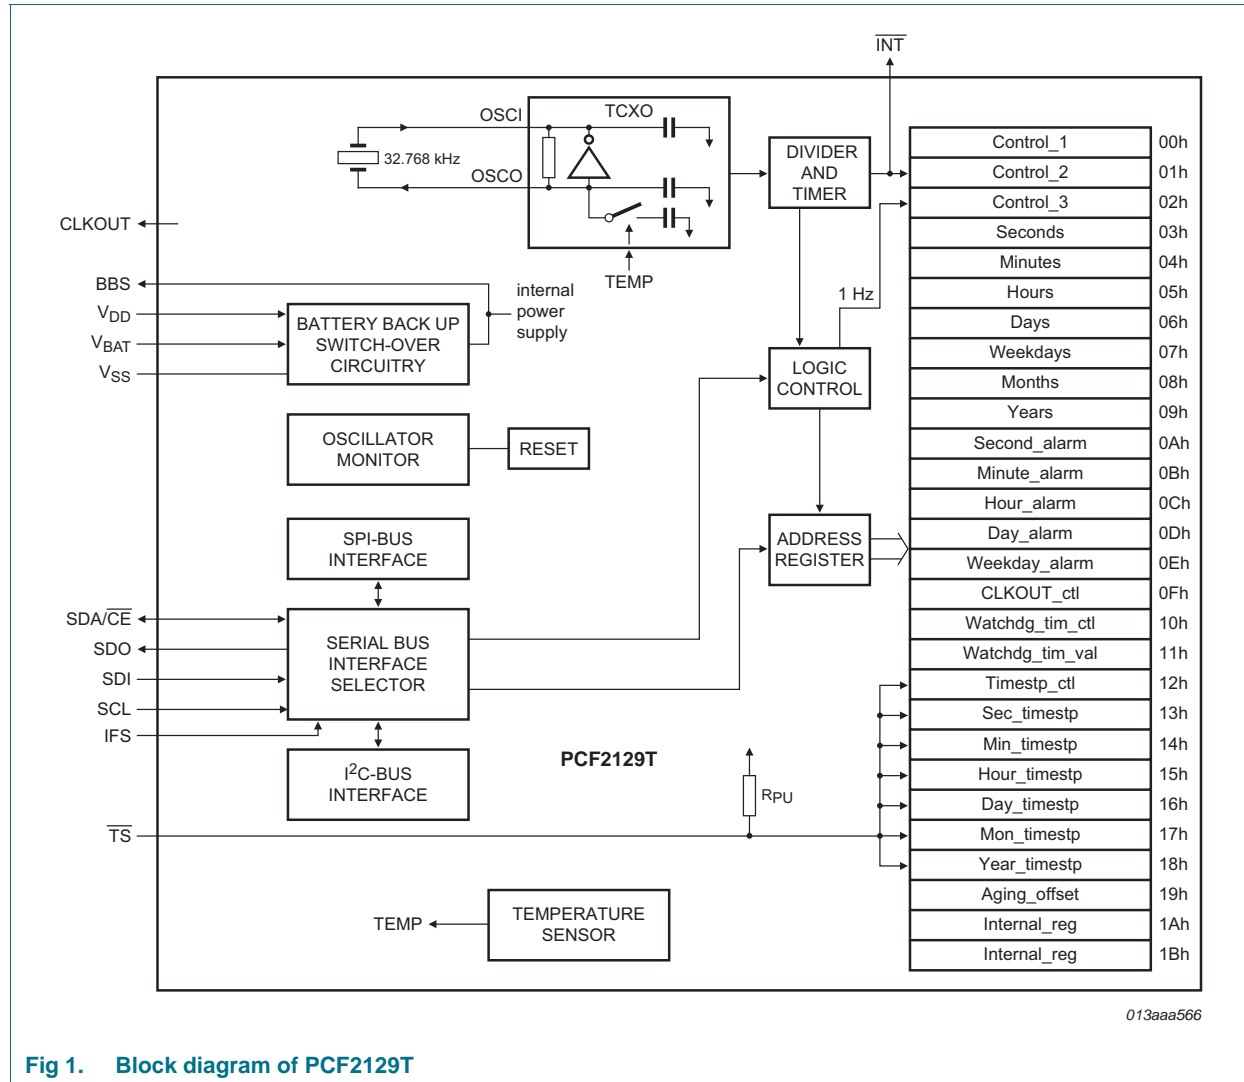 INT
OSCI
TCXO
32.768 kHz
OSCO
TEMP
DIVIDER
AND
TIMER
CLKOUT
BBS
VDD
VBAT
VSS
BATTERY BACK UP
SWITCH-OVER
CIRCUITRY
internal
power
supply
1 Hz
LOGIC
CONTROL
OSCILLATOR
MONITOR
RESET
SPI-BUS
INTERFACE
ADDRESS
REGISTER
SDA/CE
SDO
SDI
SCL
IFS
SERIAL BUS
INTERFACE
SELECTOR
I2C-BUS
INTERFACE
PCF2129T
RPU
TS
TEMP
TEMPERATURE
SENSOR
Control_1 00h
Control_2 01h
Control_3 02h
Seconds 03h
Minutes 04h
Hours 05h
Days 06h
Weekdays 07h
Months 08h
Years 09h
Second_alarm 0Ah
Minute_alarm 0Bh
Hour_alarm 0Ch
Day_alarm 0Dh
Weekday_alarm 0Eh
CLKOUT_ctl 0Fh
Watchdg_tim_ctl 10h
Watchdg_tim_val 11h
Timestp_ctl 12h
Sec_timestp 13h
Min_timestp 14h
Hour_timestp 15h
Day_timestp 16h
Mon_timestp 17h
Year_timestp 18h
Aging_offset 19h
Internal_reg 1Ah
Internal_reg 1Bh
013aaa566
Fig 1. Block diagram of PCF2129T